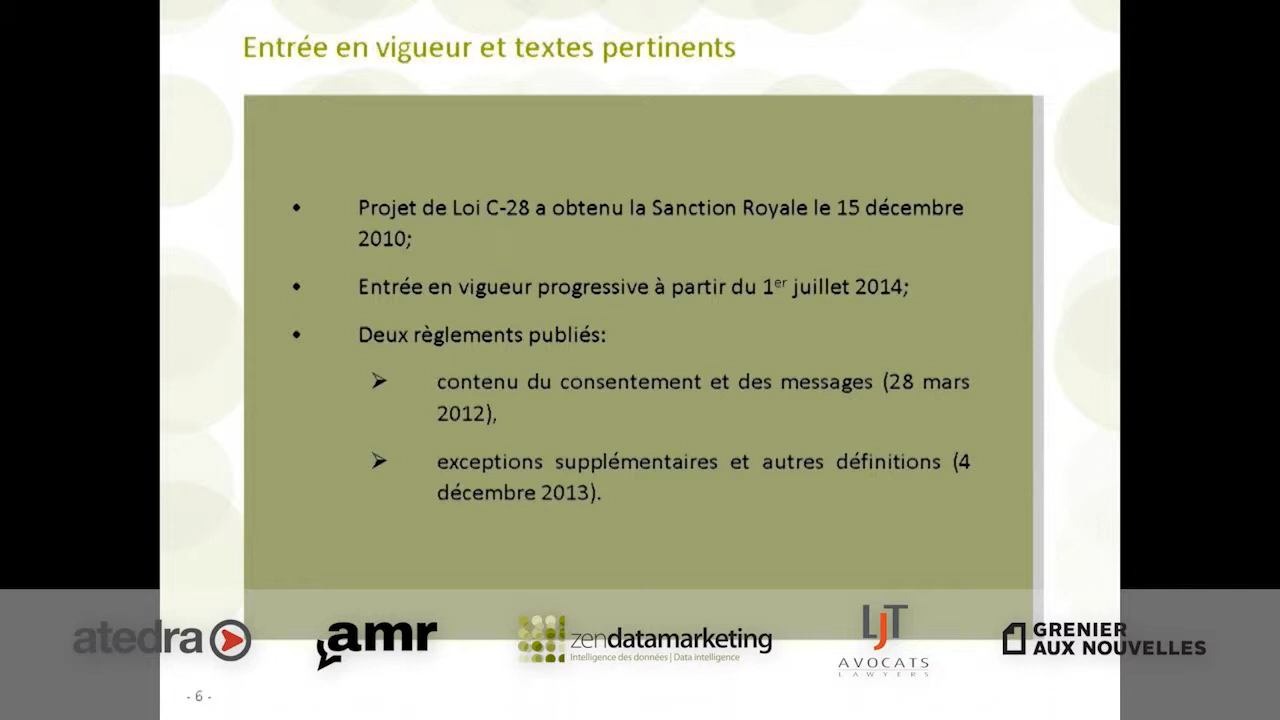 Entrée en vigueur et textes pertinents
• Projet de Loi C-28 a obtenu la Sanction Royale le 15 décembre
2010;
• Entrée en vigueur progressive à partir du 1er juillet 2014;
• Deux règlements publiés:
➢ contenu du consentement et des messages (28 mars
2012),
➢ exceptions supplémentaires et autres définitions (4
décembre 2013).
atedra
amr
zendatamarketing
Intelligence des données | Data intelligence
LJT
AVOCATS
LAWYERS
GRENIER
AUX NOUVELLES
- 6 -